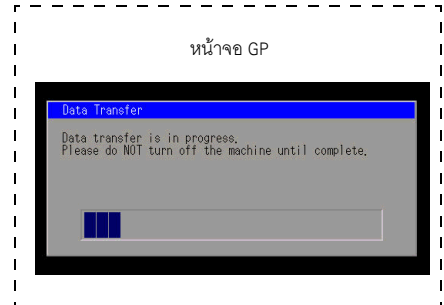 หน้าจอ GP
Data Transfer
Data transfer is in progress.
Please do NOT turn off the machine until complete.